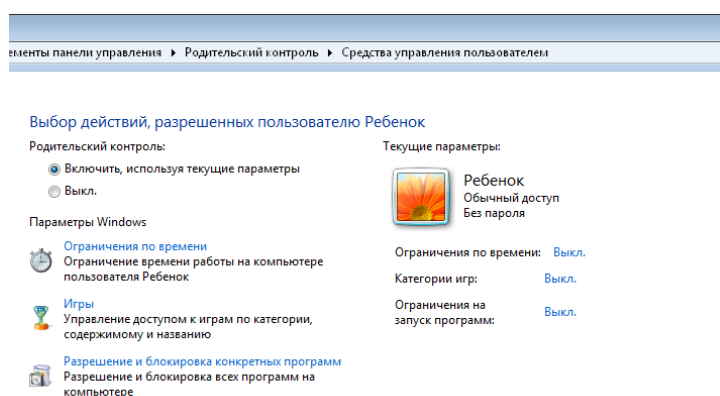 ементы панели управления ▸ Родительский контроль ▸ Средства управления пользователем
Выбор действий, разрешенных пользователю Ребенок
Родительский контроль:
Включить, используя текущие параметры
Выкл.
Параметры Windows
Ограничения по времени
Ограничение времени работы на компьютере
пользователя Ребенок
Игры
Управление доступом к играм по категории,
содержимому и названию
Разрешение и блокировка конкретных программ
Разрешение и блокировка всех программ на
компьютере
Текущие параметры:
Ребенок
Обычный доступ
Без пароля
Ограничения по времени: Выкл.
Категории игр: Выкл.
Ограничения на
запуск программ: Выкл.